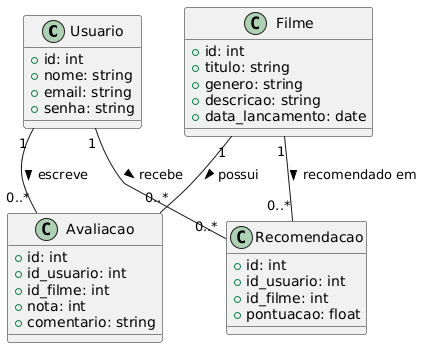 C Usuario
id: int
nome: string
email: string
senha: string
C Filme
id: int
titulo: string
genero: string
descricao: string
data_lancamento: date
1
1
1
1
escreve
recebe
possui
recomendado em
0..*
0..*
0..*
0..*
C Avaliacao
id: int
id_usuario: int
id_filme: int
nota: int
comentario: string
C Recomendacao
id: int
id_usuario: int
id_filme: int
pontuacao: float